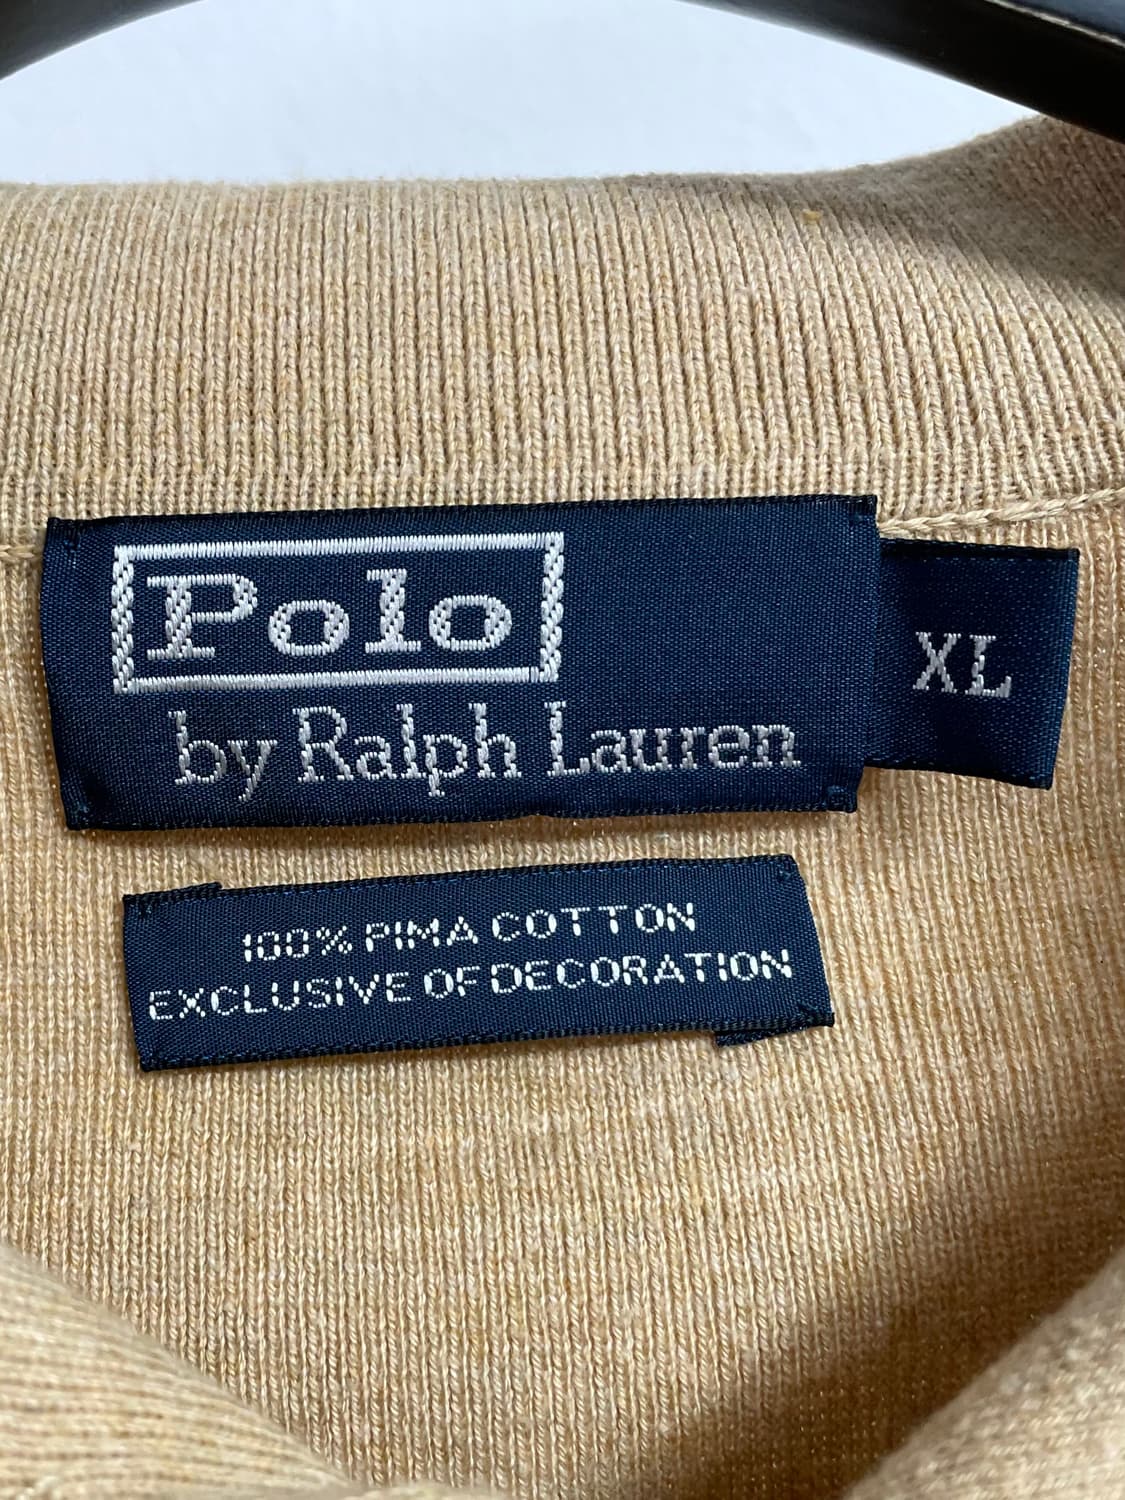 Polo
by Ralph Lauren
XL
100% PIMA COTTON
EXCLUSIVE OF DECORATION